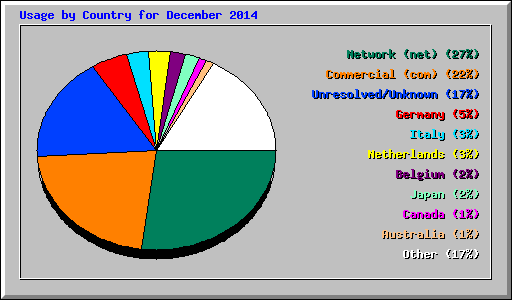 Usage by Country for December 2014
Network (net) (27%)
Commercial (com) (22%)
Unresolved/Unknown (17%)
Germany (5%)
Italy (3%)
Netherlands (3%)
Belgium (2%)
Japan (2%)
Canada (1%)
Australia (1%)
Other (17%)